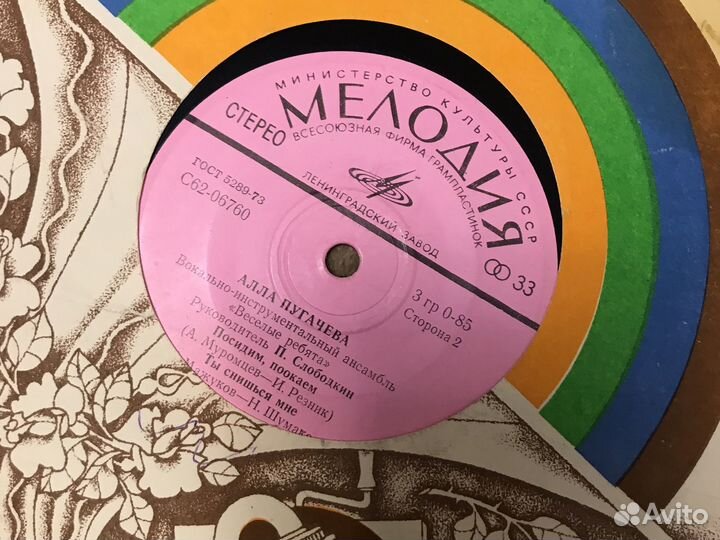 МИНИСТЕРСТВО КУЛЬТУРЫ СССР
МЕЛОДИЯ
ВСЕСОЮЗНАЯ ФИРМА ГРАМПЛАСТИНОК
СТЕРЕО
33
ЛЕНИНГРАДСКИЙ ЗАВОД
ГОСТ 5289-73
С62-06760
3 гр 0-85
Сторона 2
АЛЛА ПУГАЧЕВА
Вокально-инструментальный ансамбль
«Веселые ребята»
Руководитель П. Слободкин
Посидим, поокаем
(А. Муромцев—И. Резник)
Ты снишься мне
Avito